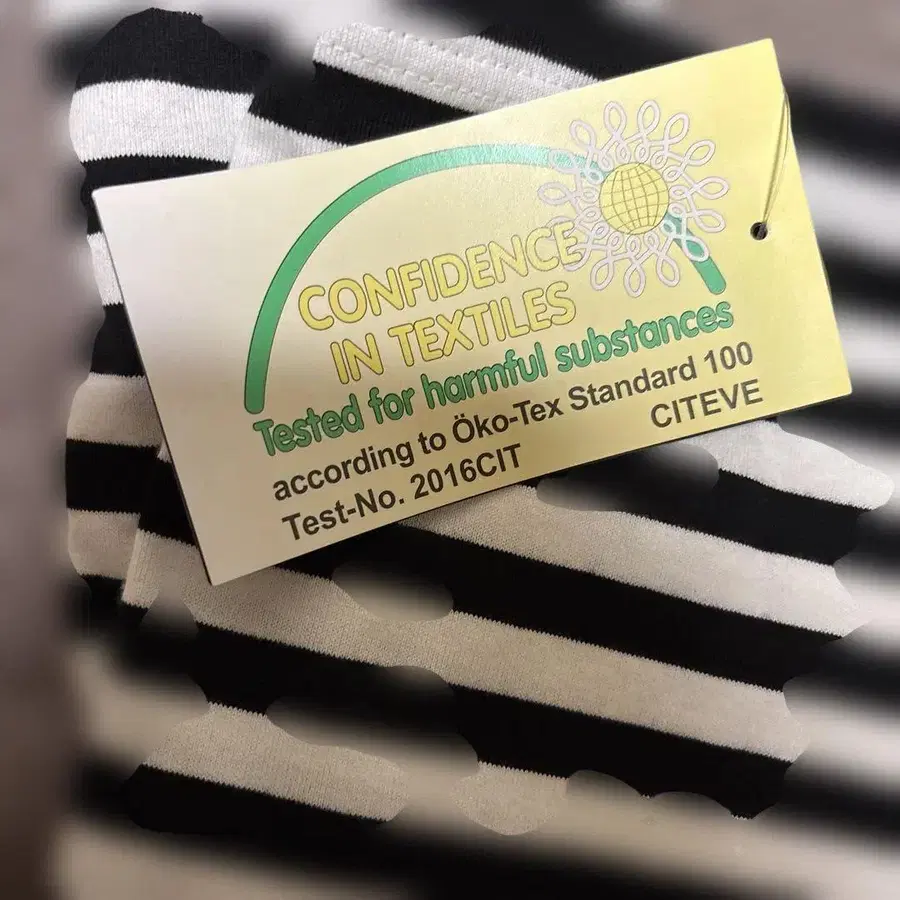 CONFIDENCE
IN TEXTILES
Tested for harmful substances
according to Öko-Tex Standard 100
Test-No. 2016CIT CITEVE